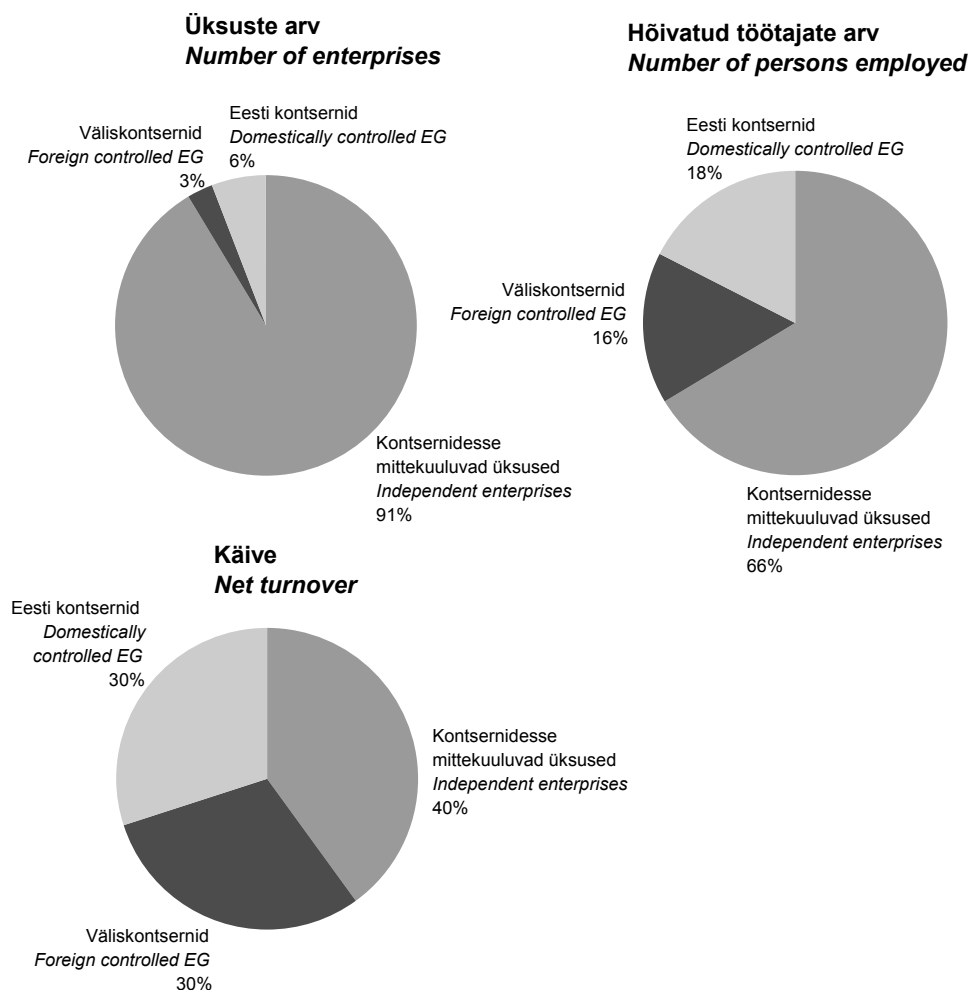 Üksuste arv
Number of enterprises
Eesti kontsernid
Domestically controlled EG
6%
Väliskontsernid
Foreign controlled EG
3%
Kontsernidesse
mittekuuluvad üksused
Independent enterprises
91%
Hõivatud töötajate arv
Number of persons employed
Eesti kontsernid
Domestically controlled EG
18%
Väliskontsernid
Foreign controlled EG
16%
Kontsernidesse
mittekuuluvad üksused
Independent enterprises
66%
Käive
Net turnover
Eesti kontsernid
Domestically
controlled EG
30%
Kontsernidesse
mittekuuluvad üksused
Independent enterprises
40%
Väliskontsernid
Foreign controlled EG
30%